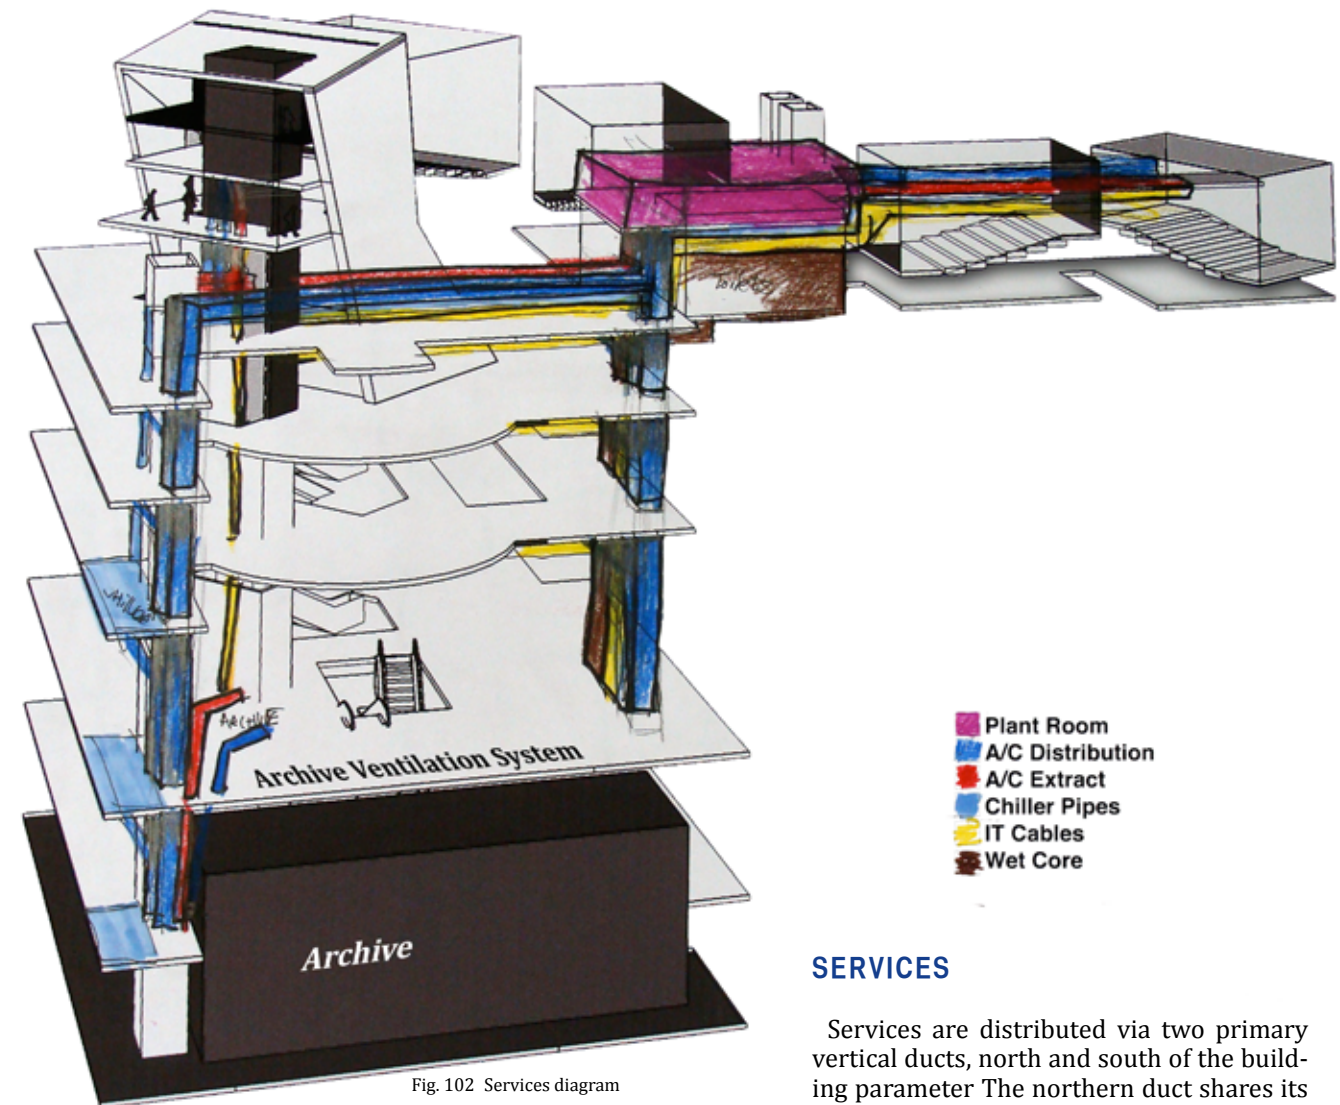 Archive Ventilation System
Archive
Plant Room
A/C Distribution
A/C Extract
Chiller Pipes
IT Cables
Wet Core
Fig. 102 Services diagram
SERVICES
Services are distributed via two primary
vertical ducts, north and south of the build-
ing parameter The northern duct shares its